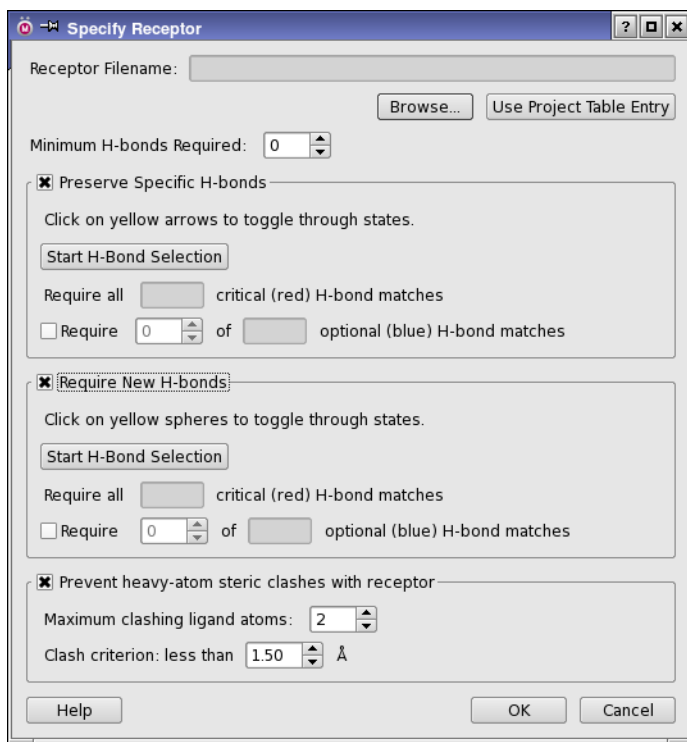 Specify Receptor
Receptor Filename:
Browse... Use Project Table Entry
Minimum H-bonds Required: 0
Preserve Specific H-bonds
Click on yellow arrows to toggle through states.
Start H-Bond Selection
Require all critical (red) H-bond matches
Require 0 of optional (blue) H-bond matches
Require New H-bonds
Click on yellow spheres to toggle through states.
Start H-Bond Selection
Require all critical (red) H-bond matches
Require 0 of optional (blue) H-bond matches
Prevent heavy-atom steric clashes with receptor
Maximum clashing ligand atoms: 2
Clash criterion: less than 1.50 Å
Help OK Cancel